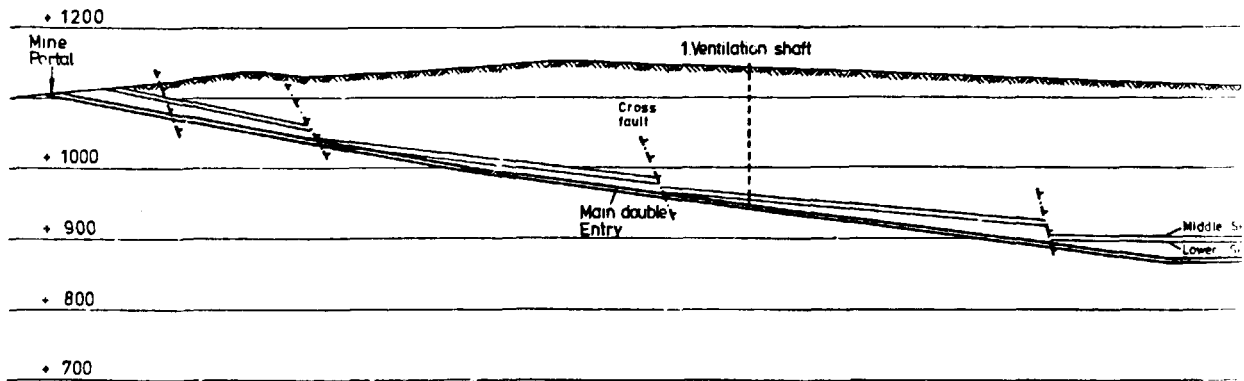 + 1200
Mine
Portal
1.Ventilation shaft
Cross
fault
+ 1000
Main double
Entry
+ 900
Middle
Lower
+ 800
+ 700